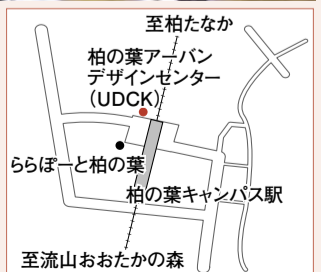 至柏たなか
柏の葉アーバン
デザインセンター
（UDCK）
ららぽーと柏の葉
柏の葉キャンパス駅
至流山おおたかの森